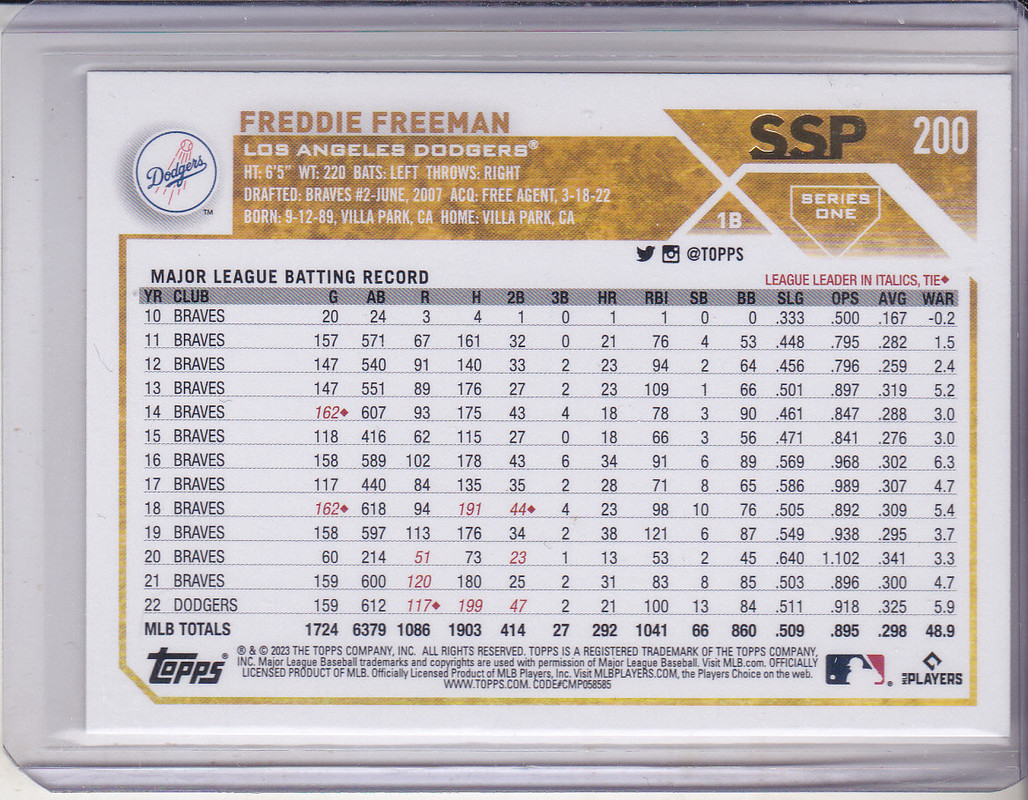 FREDDIE FREEMAN
SSP
200
Dodgers
TM
LOS ANGELES DODGERS®
HT: 6'5" WT: 220 BATS: LEFT THROWS: RIGHT
DRAFTED: BRAVES #2-JUNE, 2007 ACQ: FREE AGENT, 3-18-22
BORN: 9-12-89, VILLA PARK, CA HOME: VILLA PARK, CA
1B
SERIES
ONE
@TOPPS
MAJOR LEAGUE BATTING RECORD
LEAGUE LEADER IN ITALICS, TIE♦
YR CLUB G AB R H 2B 3B HR RBI SB BB SLG OPS AVG WAR
10 BRAVES 20 24 3 4 1 0 1 1 0 0 .333 .500 .167 -0.2
11 BRAVES 157 571 67 161 32 0 21 76 4 53 .448 .795 .282 1.5
12 BRAVES 147 540 91 140 33 2 23 94 2 64 .456 .796 .259 2.4
13 BRAVES 147 551 89 176 27 2 23 109 1 66 .501 .897 .319 5.2
14 BRAVES 162♦ 607 93 175 43 4 18 78 3 90 .461 .847 .288 3.0
15 BRAVES 118 416 62 115 27 0 18 66 3 56 .471 .841 .276 3.0
16 BRAVES 158 589 102 178 43 6 34 91 6 89 .569 .968 .302 6.3
17 BRAVES 117 440 84 135 35 2 28 71 8 65 .586 .989 .307 4.7
18 BRAVES 162♦ 618 94 191 44♦ 4 23 98 10 76 .505 .892 .309 5.4
19 BRAVES 158 597 113 176 34 2 38 121 6 87 .549 .938 .295 3.7
20 BRAVES 60 214 51 73 23 1 13 53 2 45 .640 1.102 .341 3.3
21 BRAVES 159 600 120 180 25 2 31 83 8 85 .503 .896 .300 4.7
22 DODGERS 159 612 117♦ 199 47 2 21 100 13 84 .511 .918 .325 5.9
MLB TOTALS 1724 6379 1086 1903 414 27 292 1041 66 860 .509 .895 .298 48.9
topps®
® & © 2023 THE TOPPS COMPANY, INC. ALL RIGHTS RESERVED. TOPPS IS A REGISTERED TRADEMARK OF THE TOPPS COMPANY,
INC. Major League Baseball trademarks and copyrights are used with permission of Major League Baseball. Visit MLB.com. OFFICIALLY
LICENSED PRODUCT OF MLB. Officially Licensed Product of MLB Players, Inc. Visit MLBPLAYERS.COM, the Players Choice on the web.
WWW.TOPPS.COM. CODE#CMP058585
MLB PLAYERS